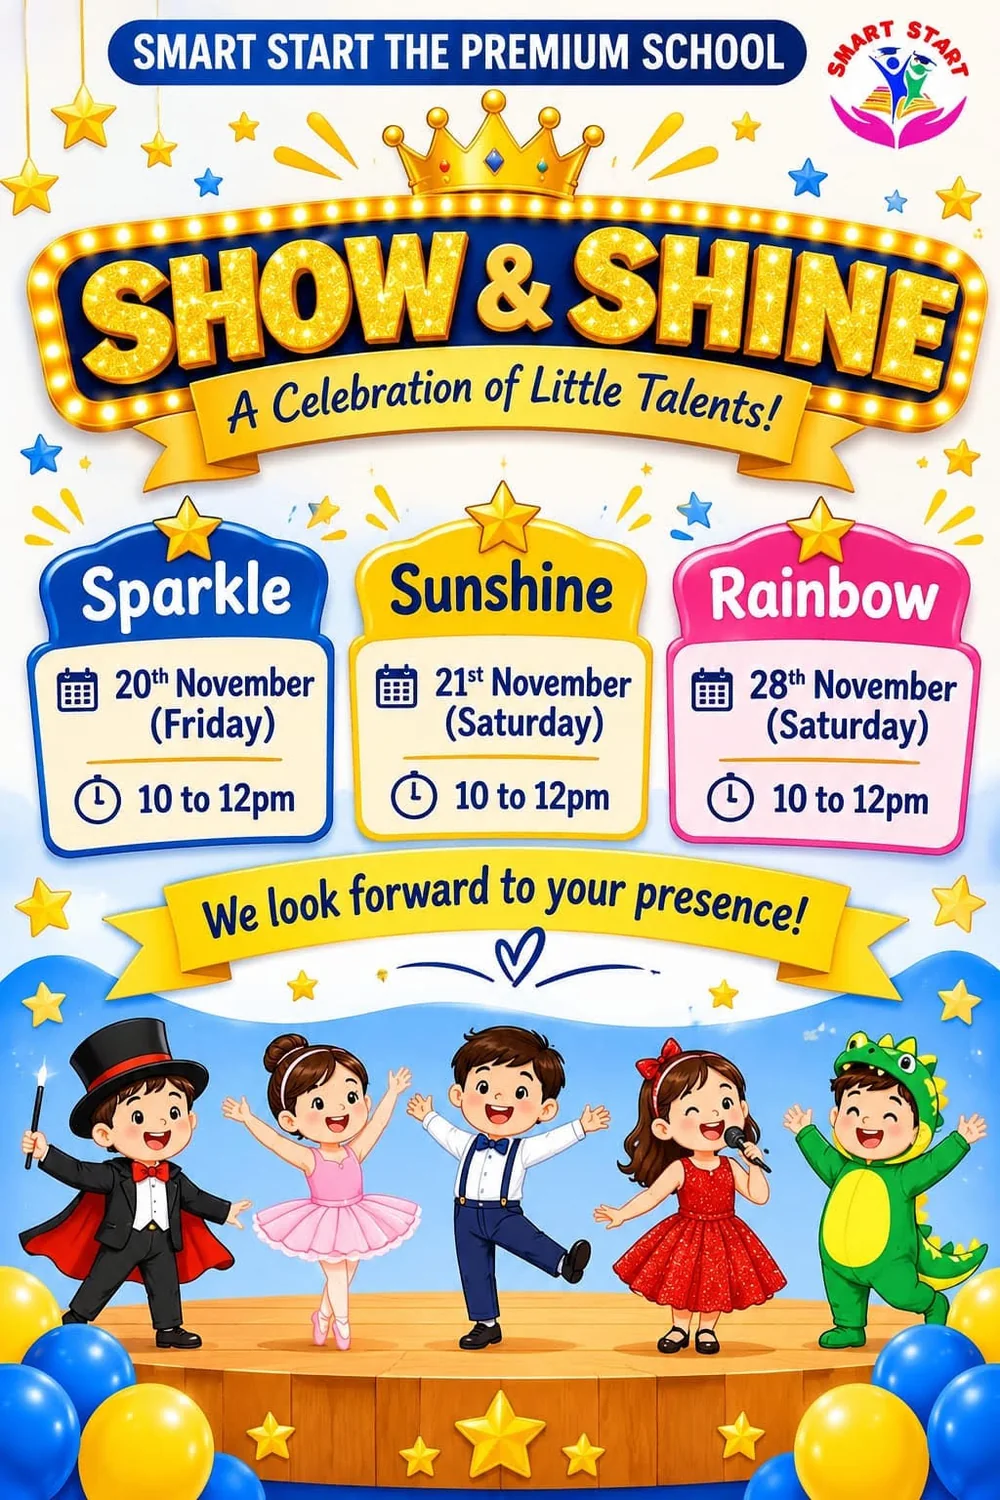 SMART START THE PREMIUM SCHOOL
SMART START
SHOW & SHINE
A Celebration of Little Talents!
Sparkle
20th November
(Friday)
10 to 12pm
Sunshine
21st November
(Saturday)
10 to 12pm
Rainbow
28th November
(Saturday)
10 to 12pm
We look forward to your presence!